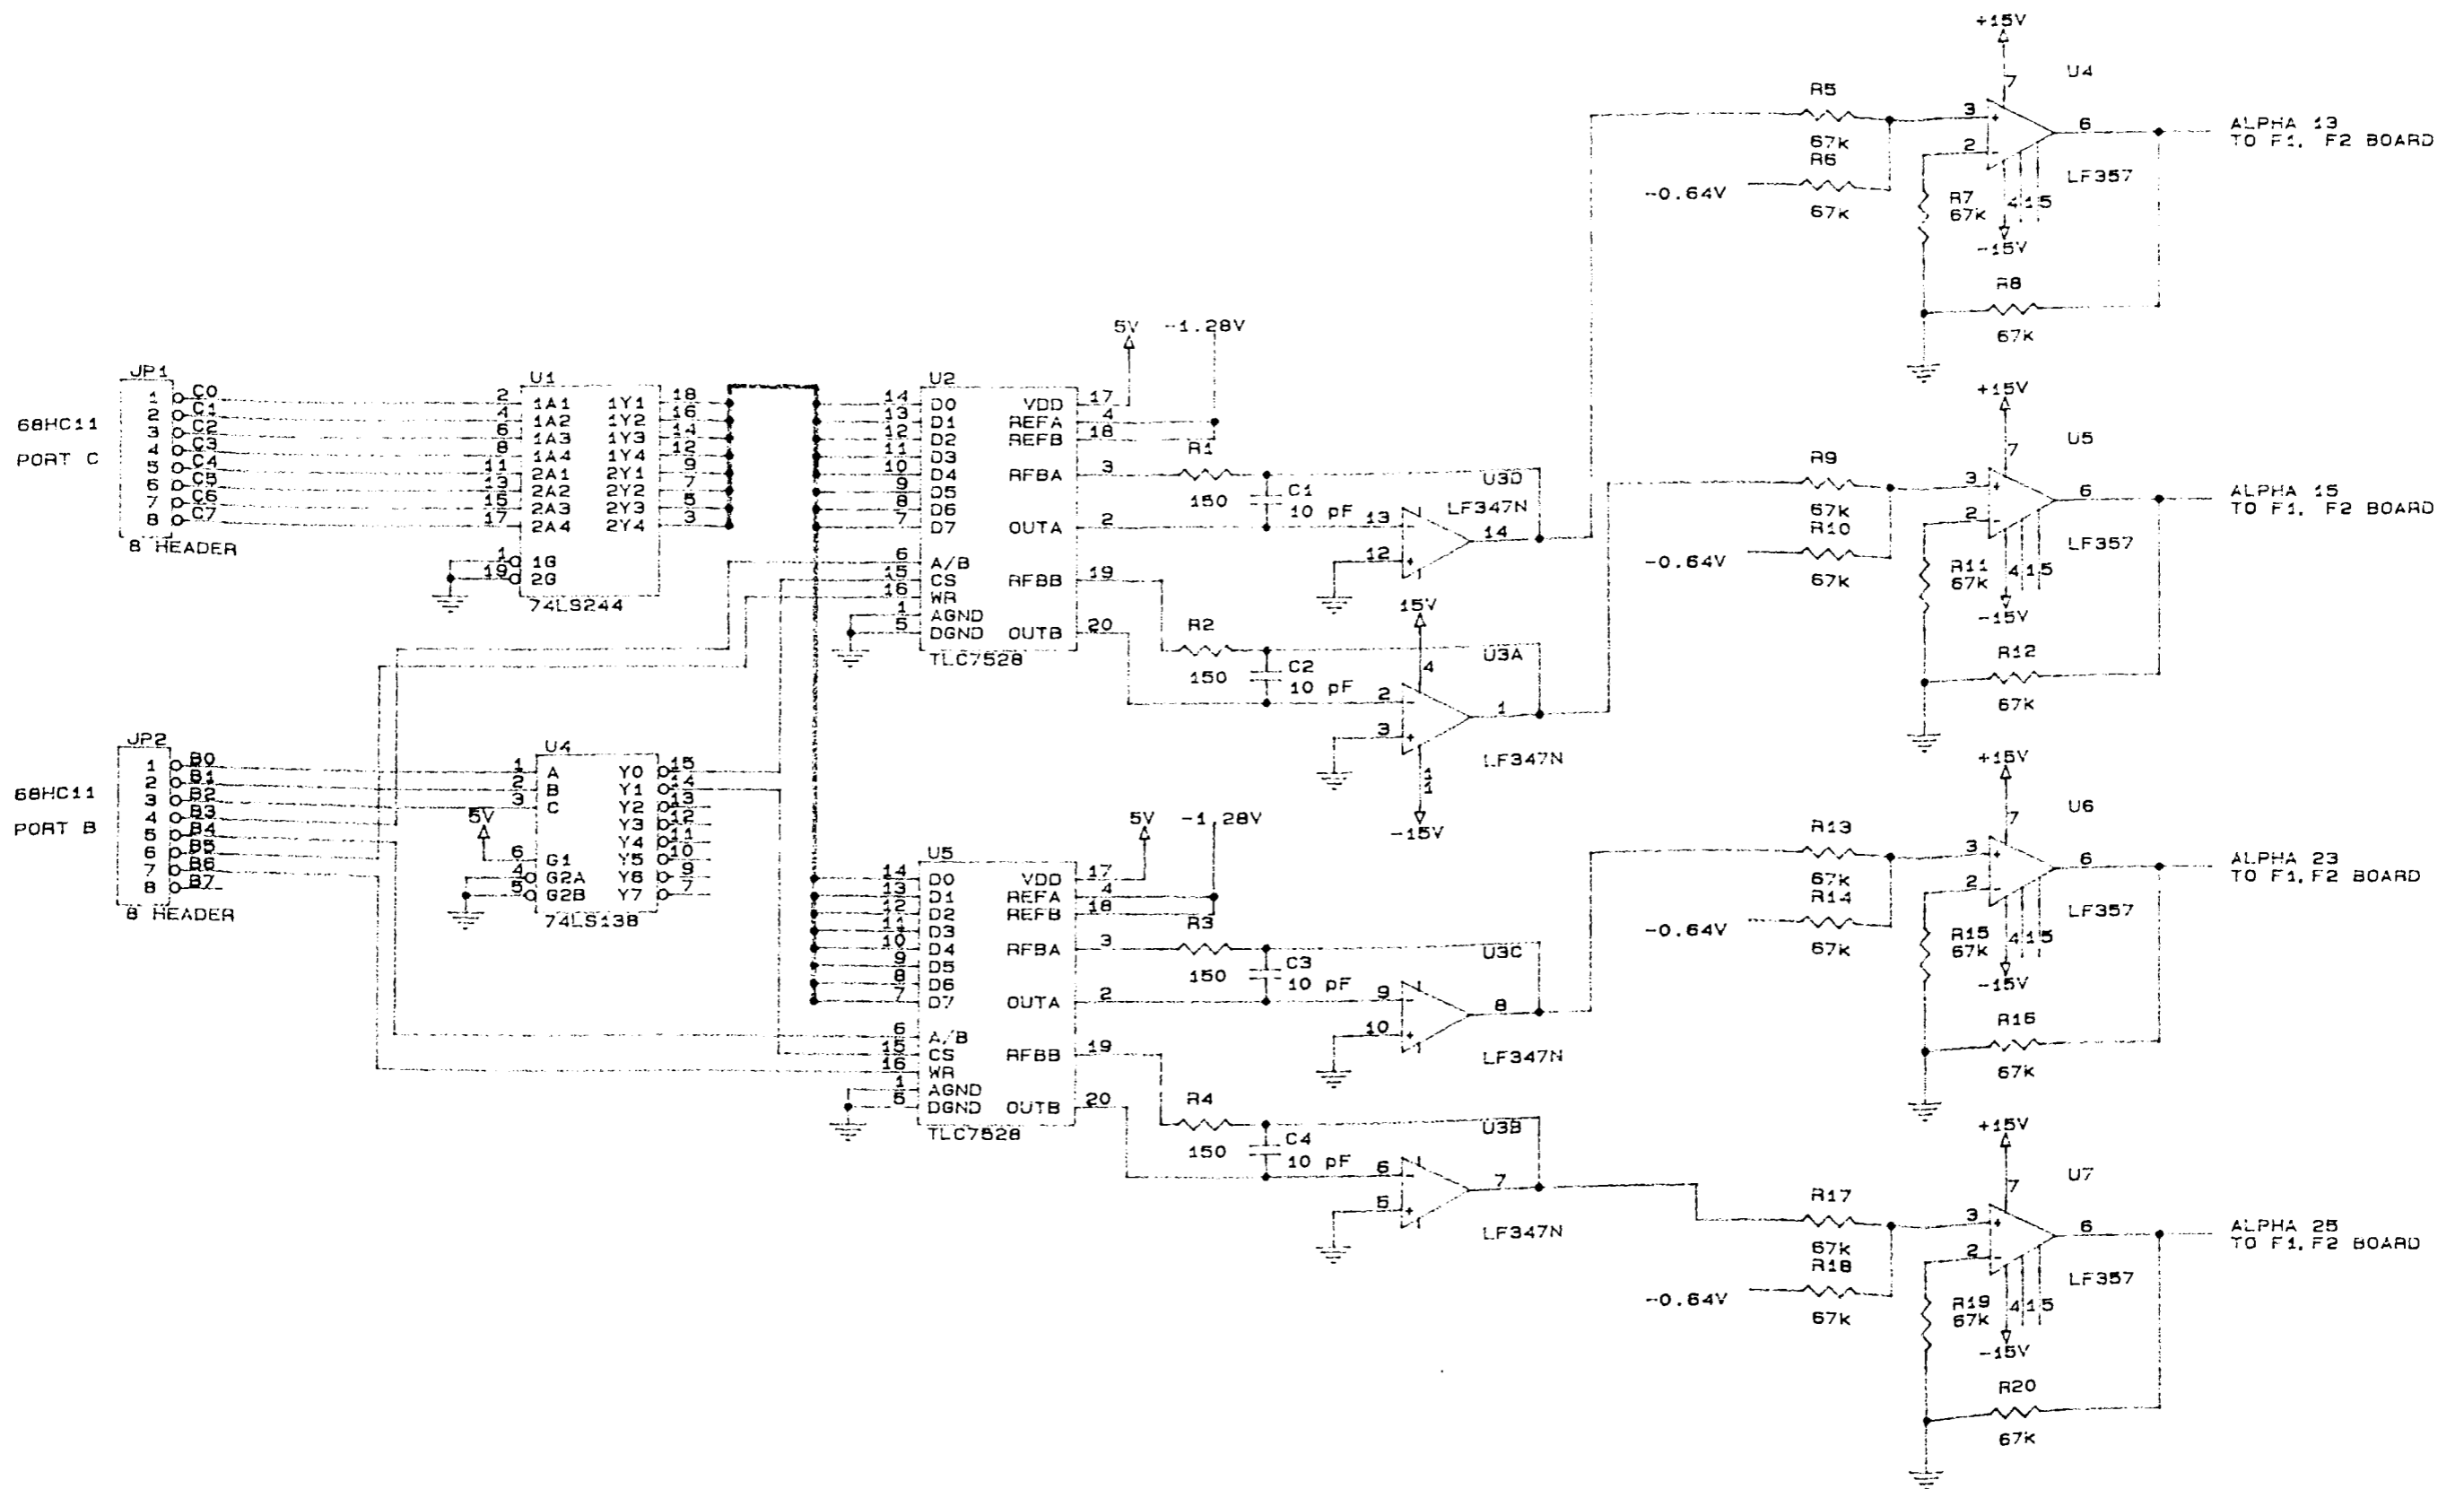 68HC11
PORT C
JP1
1 C0
2 C1
3 C2
4 C3
5 C4
6 C5
7 C6
8 C7
8 HEADER
U1
2 1A1 1Y1 18
4 1A2 1Y2 16
6 1A3 1Y3 14
8 1A4 1Y4 12
11 2A1 2Y1 9
13 2A2 2Y2 7
15 2A3 2Y3 5
17 2A4 2Y4 3
1 1G
19 2G
74LS244
U2
14 D0 VDD 17
13 D1 REFA 4
12 D2 REFB 18
11 D3
10 D4 RFBA 3
9 D5
8 D6
7 D7 OUTA 2
6 A/B
15 CS RFBB 19
16 WR
1 AGND
5 DGND OUTB 20
TLC7528
5V -1.28V
R1
150
C1
10 pF
U3D
LF347N
13
12
14
R2
150
C2
10 pF
U3A
15V
4
2
3
1
LF347N
11
-15V
68HC11
PORT B
JP2
1 B0
2 B1
3 B2
4 B3
5 B4
6 B5
7 B6
8 B7
8 HEADER
U4
1 A Y0 15
2 B Y1 14
3 C Y2 13
Y3 12
Y4 11
5V
6 G1 Y5 10
4 G2A Y6 9
5 G2B Y7 7
74LS138
U5
14 D0 VDD 17
13 D1 REFA 4
12 D2 REFB 18
11 D3
10 D4 RFBA 3
9 D5
8 D6
7 D7 OUTA 2
6 A/B
15 CS RFBB 19
16 WR
1 AGND
5 DGND OUTB 20
TLC7528
5V -1.28V
R3
150
C3
10 pF
U3C
9
10
8
LF347N
R4
150
C4
10 pF
U3B
6
5
7
LF347N
+15V
7
U4
R5
67K
R6
67K
-0.64V
3
2
6
LF357
R7
67K
4 1 5
-15V
R8
67K
ALPHA 13
TO F1, F2 BOARD
+15V
7
U5
R9
67K
R10
67K
-0.64V
3
2
6
LF357
R11
67K
4 1 5
-15V
R12
67K
ALPHA 15
TO F1, F2 BOARD
+15V
7
U6
R13
67K
R14
67K
-0.64V
3
2
6
LF357
R15
67K
4 1 5
-15V
R16
67K
ALPHA 23
TO F1, F2 BOARD
+15V
7
U7
R17
67K
R18
67K
-0.64V
3
2
6
LF357
R19
67K
4 1 5
-15V
R20
67K
ALPHA 25
TO F1, F2 BOARD